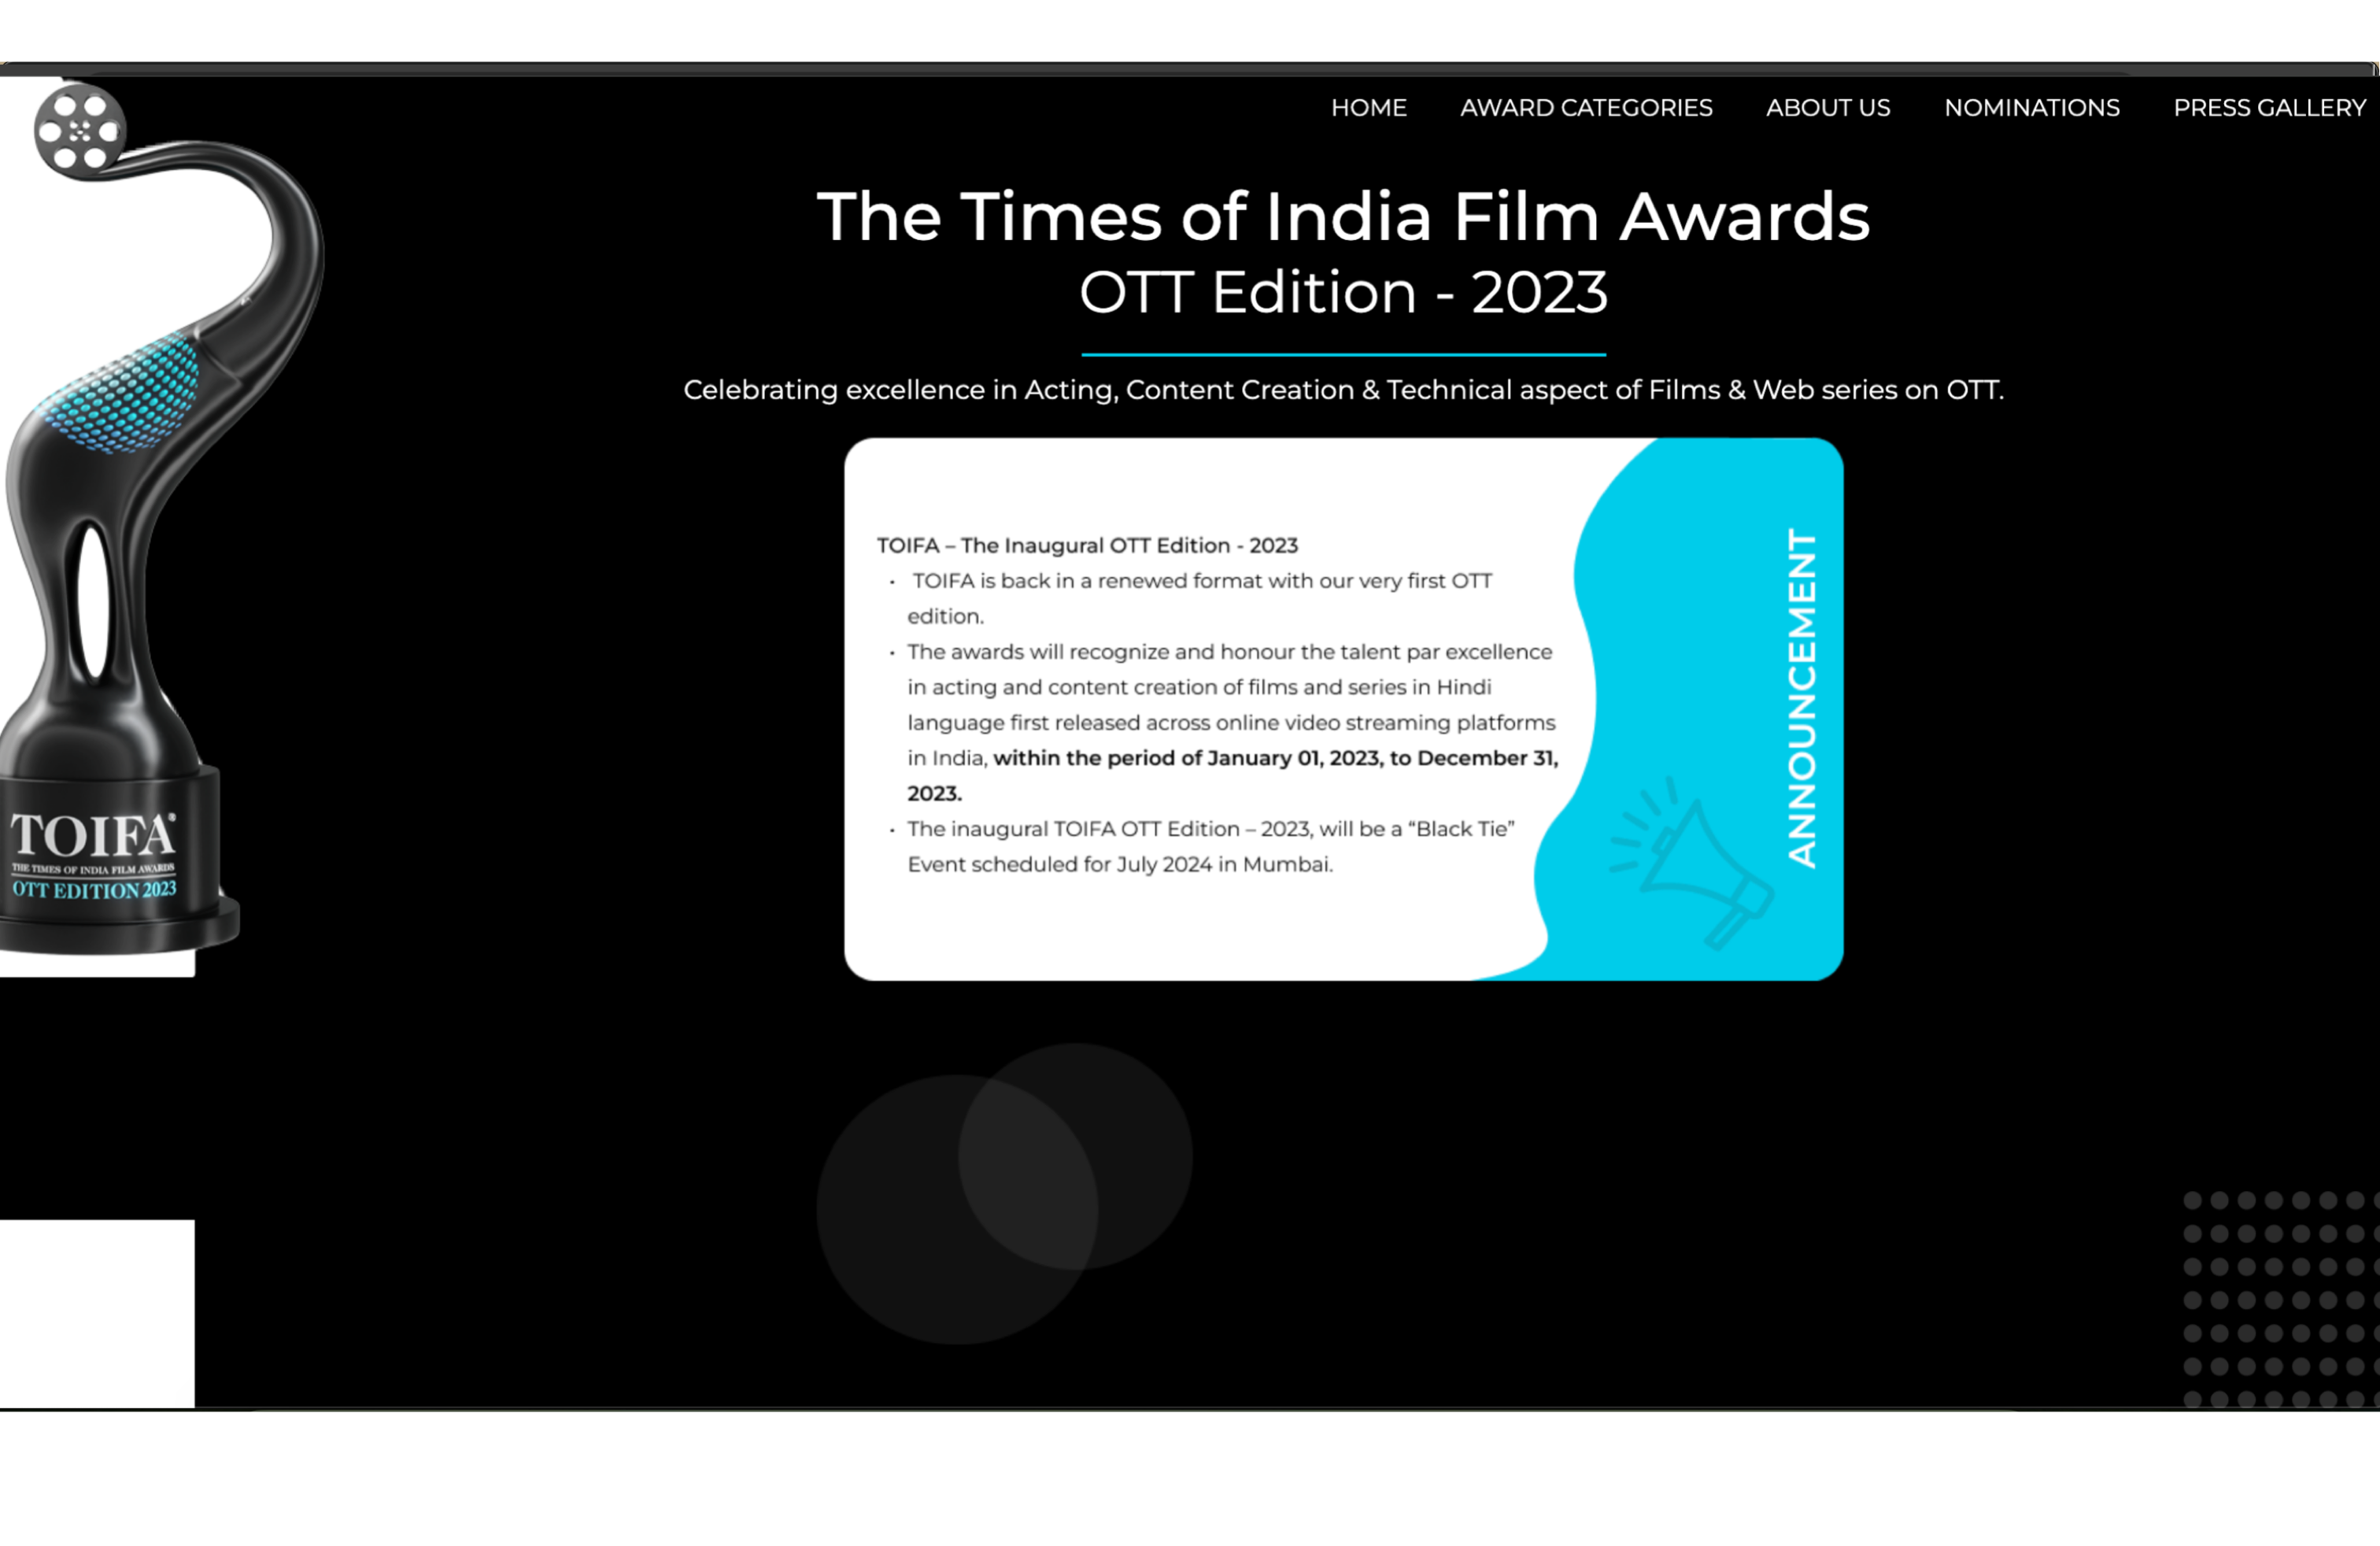 HOME AWARD CATEGORIES ABOUT US NOMINATIONS PRESS GALLERY
The Times of India Film Awards
OTT Edition - 2023
Celebrating excellence in Acting, Content Creation & Technical aspect of Films & Web series on OTT.
TOIFA – The Inaugural OTT Edition - 2023
• TOIFA is back in a renewed format with our very first OTT
edition.
• The awards will recognize and honour the talent par excellence
in acting and content creation of films and series in Hindi
language first released across online video streaming platforms
in India, within the period of January 01, 2023, to December 31,
2023.
• The inaugural TOIFA OTT Edition – 2023, will be a “Black Tie”
Event scheduled for July 2024 in Mumbai.
ANNOUNCEMENT
TOIFA®
THE TIMES OF INDIA FILM AWARDS
OTT EDITION 2023